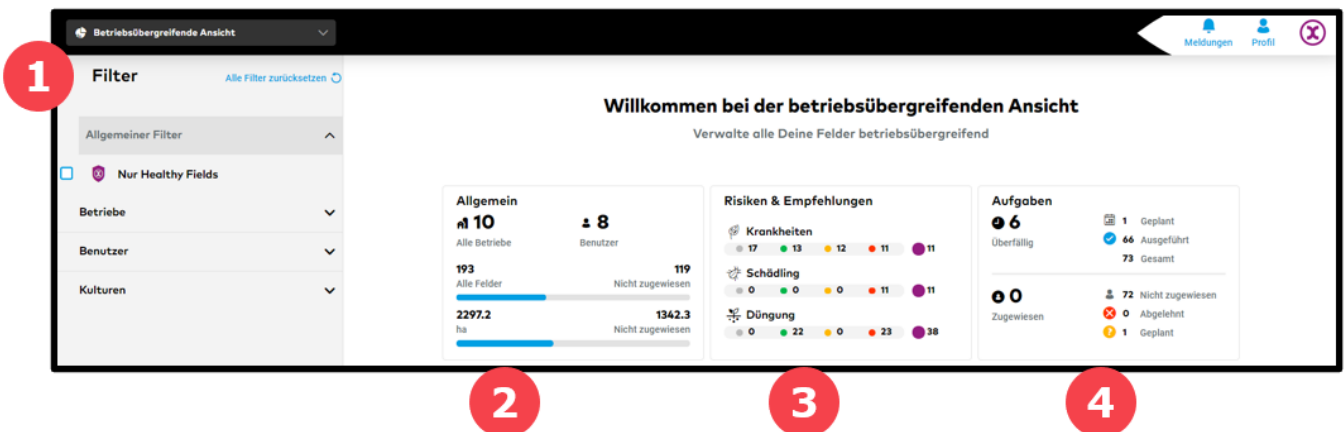 Betriebsübergreifende Ansicht
Meldungen
Profil
1
Filter
Alle Filter zurücksetzen
Allgemeiner Filter
Nur Healthy Fields
Betriebe
Benutzer
Kulturen
Willkommen bei der betriebsübergreifenden Ansicht
Verwalte alle Deine Felder betriebsübergreifend
Allgemein
10 8
Alle Betriebe Benutzer
193 119
Alle Felder Nicht zugewiesen
2297.2 1342.3
ha Nicht zugewiesen
Risiken & Empfehlungen
Krankheiten
17 13 12 11 11
Schädling
0 0 0 11 11
Düngung
0 22 0 23 38
Aufgaben
6
Überfällig
1 Geplant
66 Ausgeführt
73 Gesamt
0
Zugewiesen
72 Nicht zugewiesen
0 Abgelehnt
? 1 Geplant
2
3
4